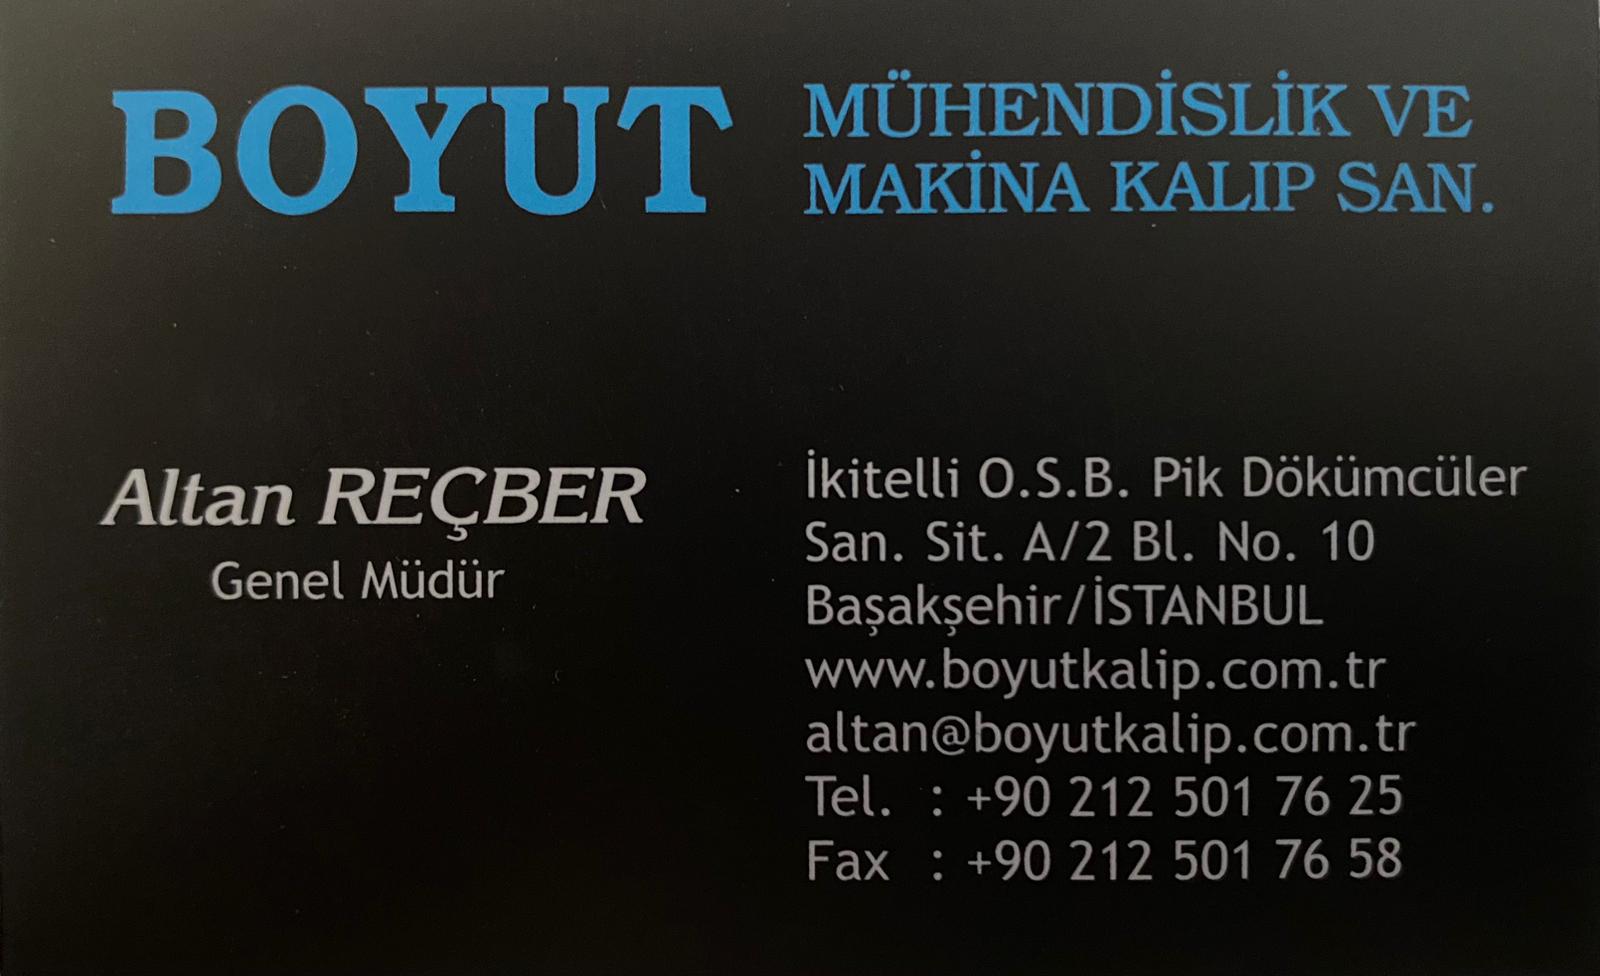 BOYUT
MÜHENDİSLİK VE
MAKİNA KALIP SAN.
Altan REÇBER
Genel Müdür
İkitelli O.S.B. Pik Dökümcüler
San. Sit. A/2 Bl. No. 10
Başakşehir/İSTANBUL
www.boyutkalip.com.tr
altan@boyutkalip.com.tr
Tel. : +90 212 501 76 25
Fax : +90 212 501 76 58